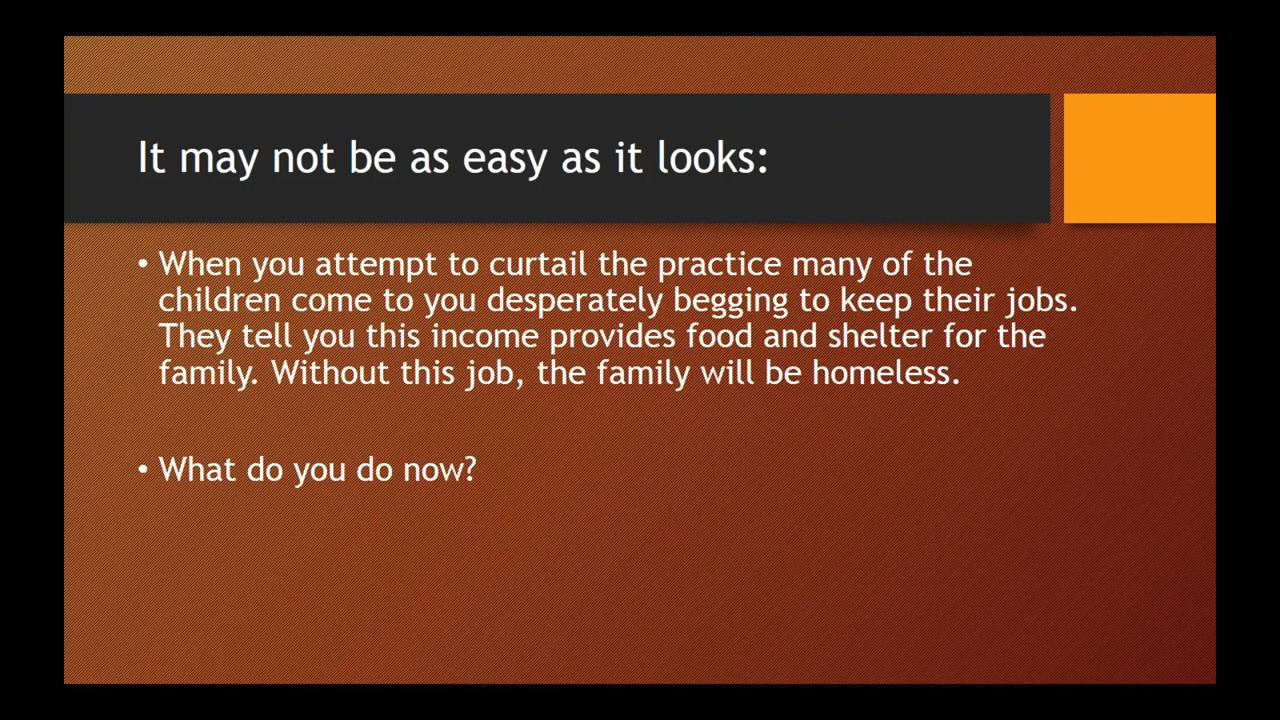 It may not be as easy as it looks:
• When you attempt to curtail the practice many of the
children come to you desperately begging to keep their jobs.
They tell you this income provides food and shelter for the
family. Without this job, the family will be homeless.
• What do you do now?